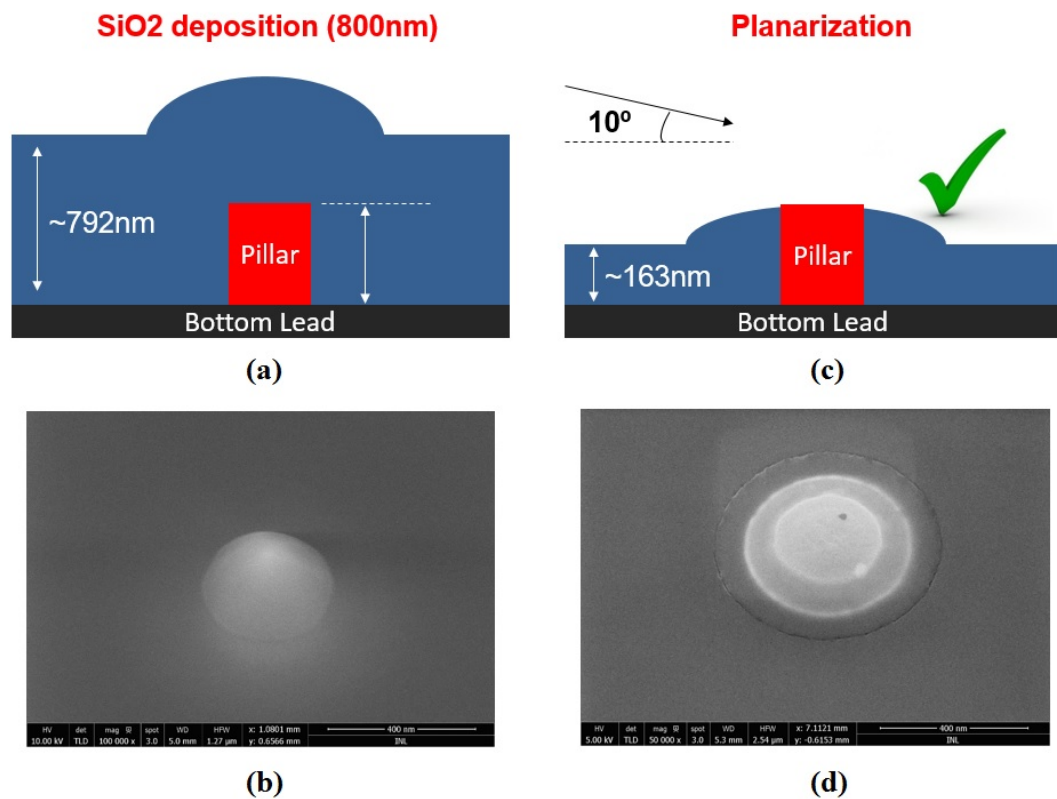 SiO2 deposition (800nm)
Planarization
10º
~792nm
Pillar
Bottom Lead
~163nm
Pillar
Bottom Lead
(a)
(c)
HV det mag spot WD HFW x: 1.0801 mm 400 nm
10.00 kV TLD 100 000 x 3.0 5.0 mm 1.27 µm y: 0.6566 mm INL
HV det mag spot WD HFW x: 7.1121 mm 400 nm
5.00 kV TLD 50 000 x 3.0 5.3 mm 2.54 µm y: -0.6153 mm INL
(b)
(d)